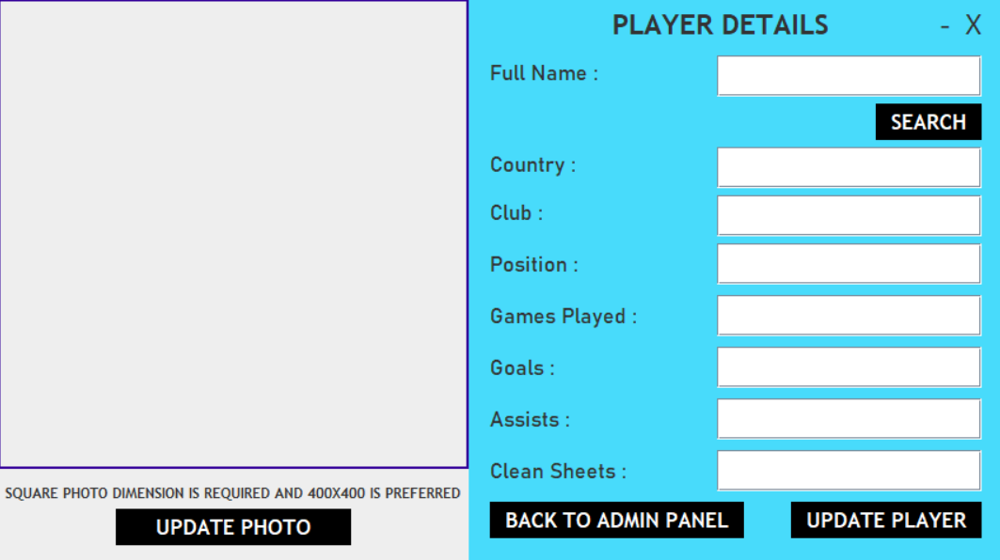 PLAYER DETAILS - X
Full Name :
SEARCH
Country :
Club :
Position :
Games Played :
Goals :
Assists :
Clean Sheets :
SQUARE PHOTO DIMENSION IS REQUIRED AND 400X400 IS PREFERRED
UPDATE PHOTO
BACK TO ADMIN PANEL
UPDATE PLAYER